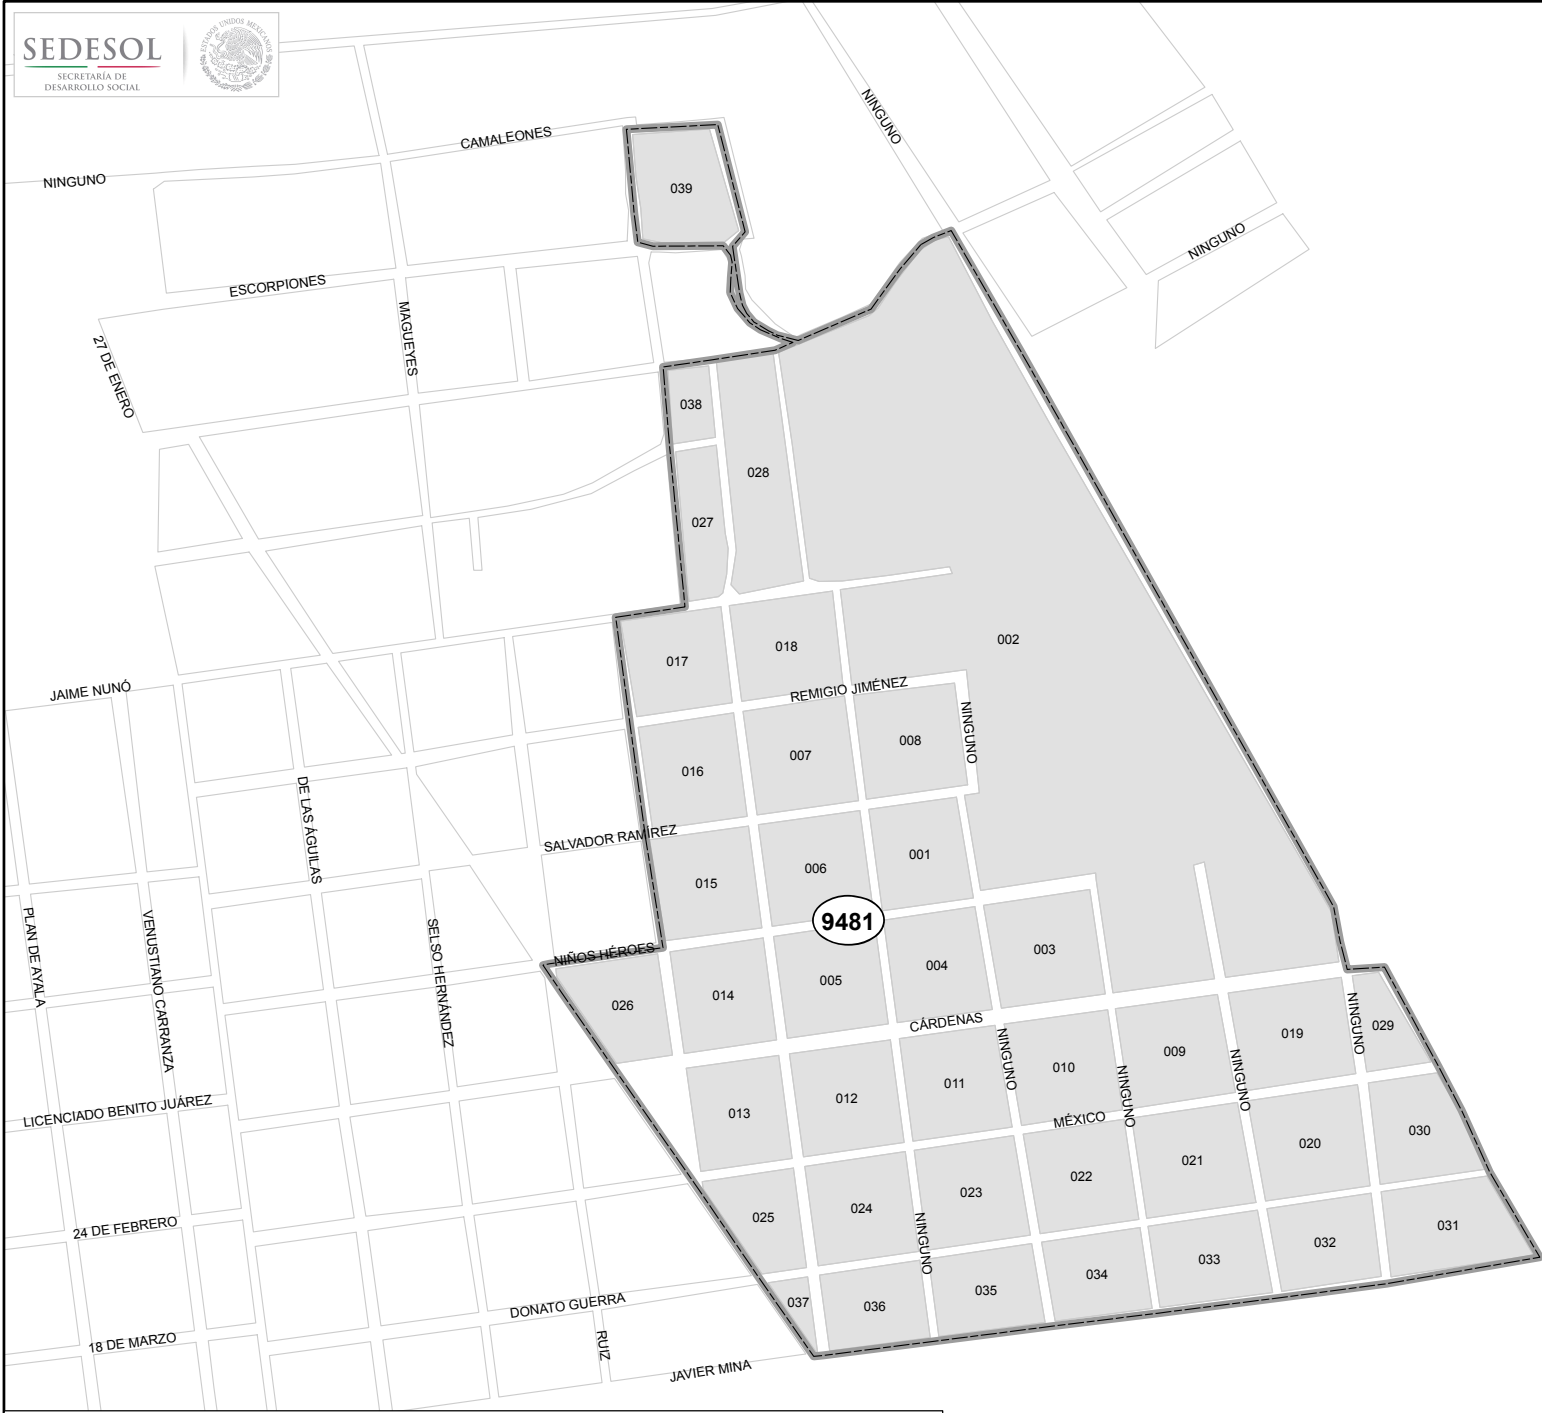 SEDESOL
SECRETARÍA DE
DESARROLLO SOCIAL
ESTADOS UNIDOS MEXICANOS
NINGUNO
CAMALEONES
NINGUNO
039
NINGUNO
ESCORPIONES
MAGUEYES
27 DE ENERO
038
028
027
002
018
017
JAIME NUNÓ
REMIGIO JIMÉNEZ
NINGUNO
008
007
016
DE LAS ÁGUILAS
SALVADOR RAMÍREZ
001
006
015
9481
PLAN DE AYALA
VENUSTIANO CARRANZA
SELSO HERNÁNDEZ
NIÑOS HÉROES
003
004
005
014
026
CÁRDENAS
NINGUNO
029
019
009
010
NINGUNO
NINGUNO
NINGUNO
011
012
013
LICENCIADO BENITO JUÁREZ
MÉXICO
030
020
021
022
023
024
025
24 DE FEBRERO
NINGUNO
031
032
033
034
035
036
037
DONATO GUERRA
18 DE MARZO
RUIZ
JAVIER MINA